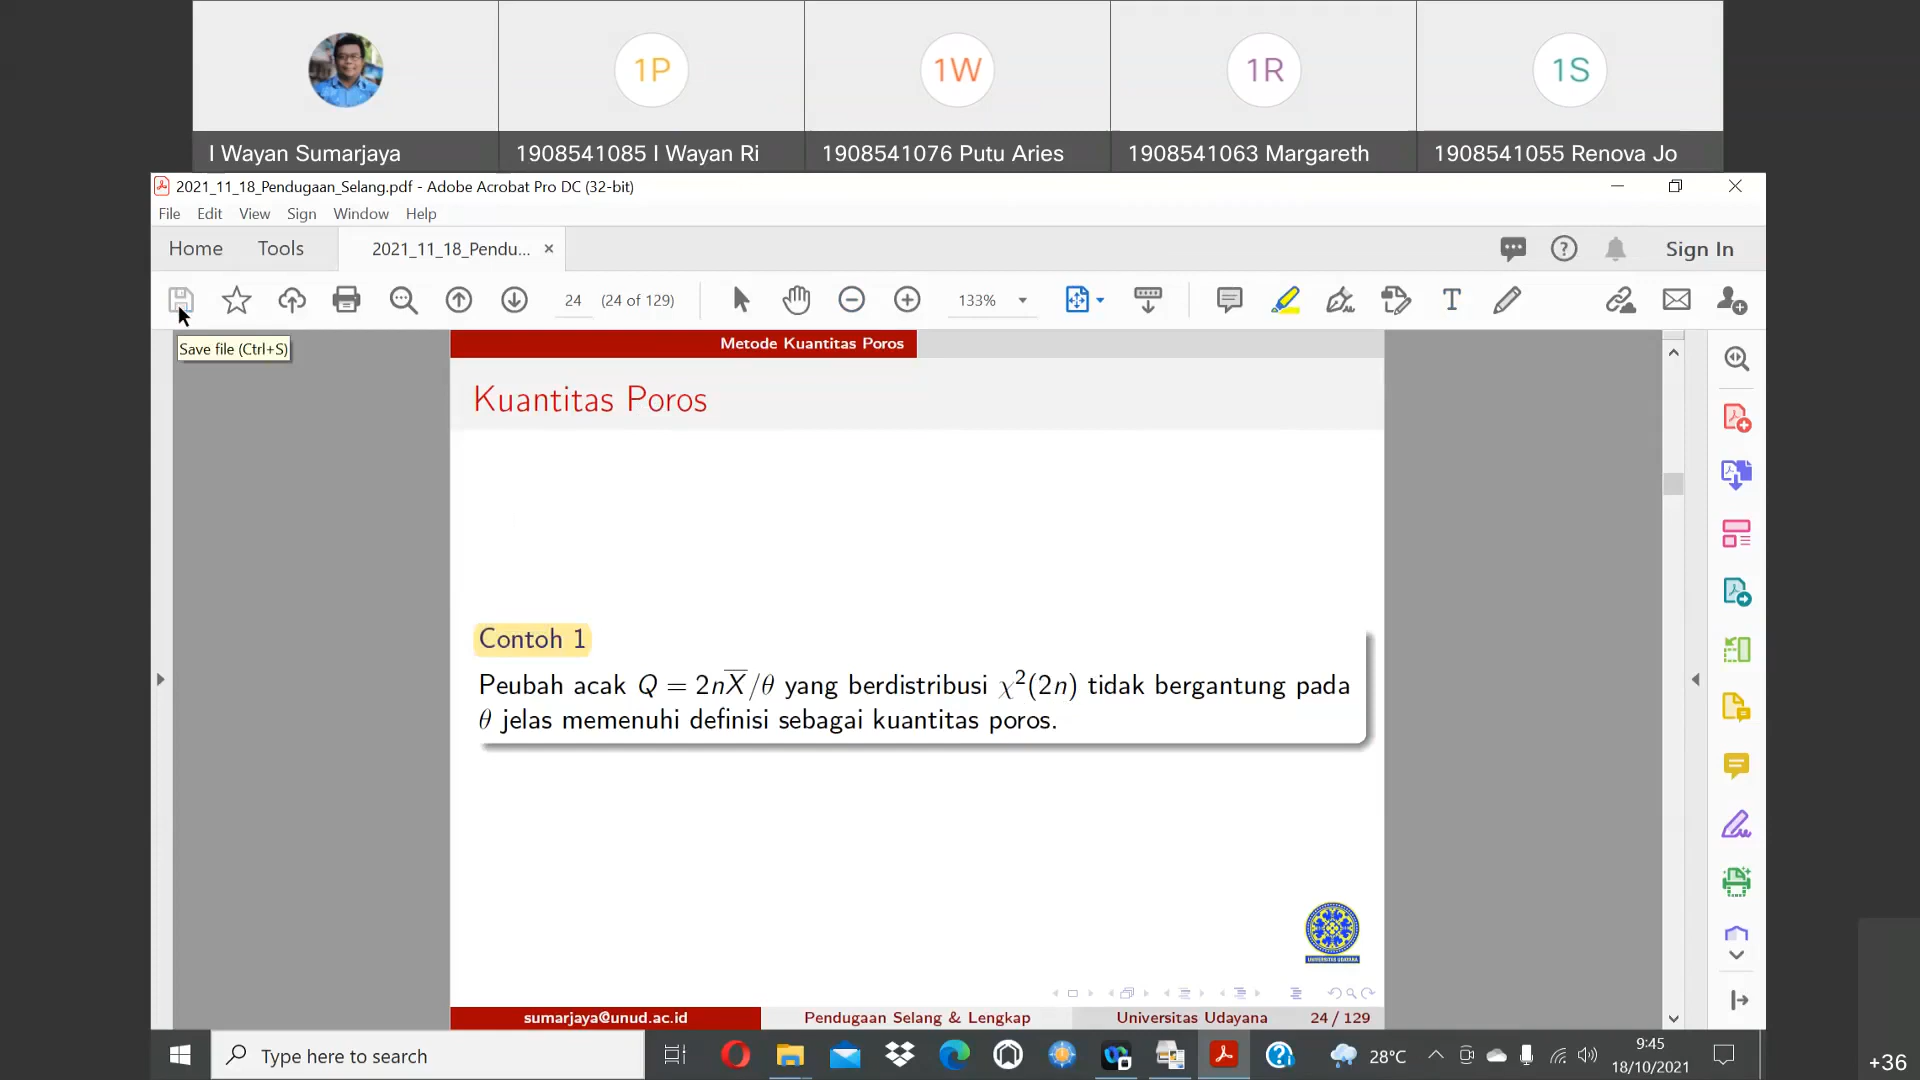 1P
1W
1R
1S
I Wayan Sumarjaya
1908541085 I Wayan Ri
1908541076 Putu Aries
1908541063 Margareth
1908541055 Renova Jo
2021_11_18_Pendugaan_Selang.pdf - Adobe Acrobat Pro DC (32-bit)
File Edit View Sign Window Help
Home Tools 2021_11_18_Pendu... × Sign In
24 (24 of 129) 133%
Save file (Ctrl+S)
Metode Kuantitas Poros
Kuantitas Poros
Contoh 1
Peubah acak Q = 2nX̅/θ yang berdistribusi χ²(2n) tidak bergantung pada
θ jelas memenuhi definisi sebagai kuantitas poros.
UNIVERSITAS UDAYANA
sumarjaya@unud.ac.id Pendugaan Selang & Lengkap Universitas Udayana 24 / 129
Type here to search
28°C
9:45
18/10/2021
+36